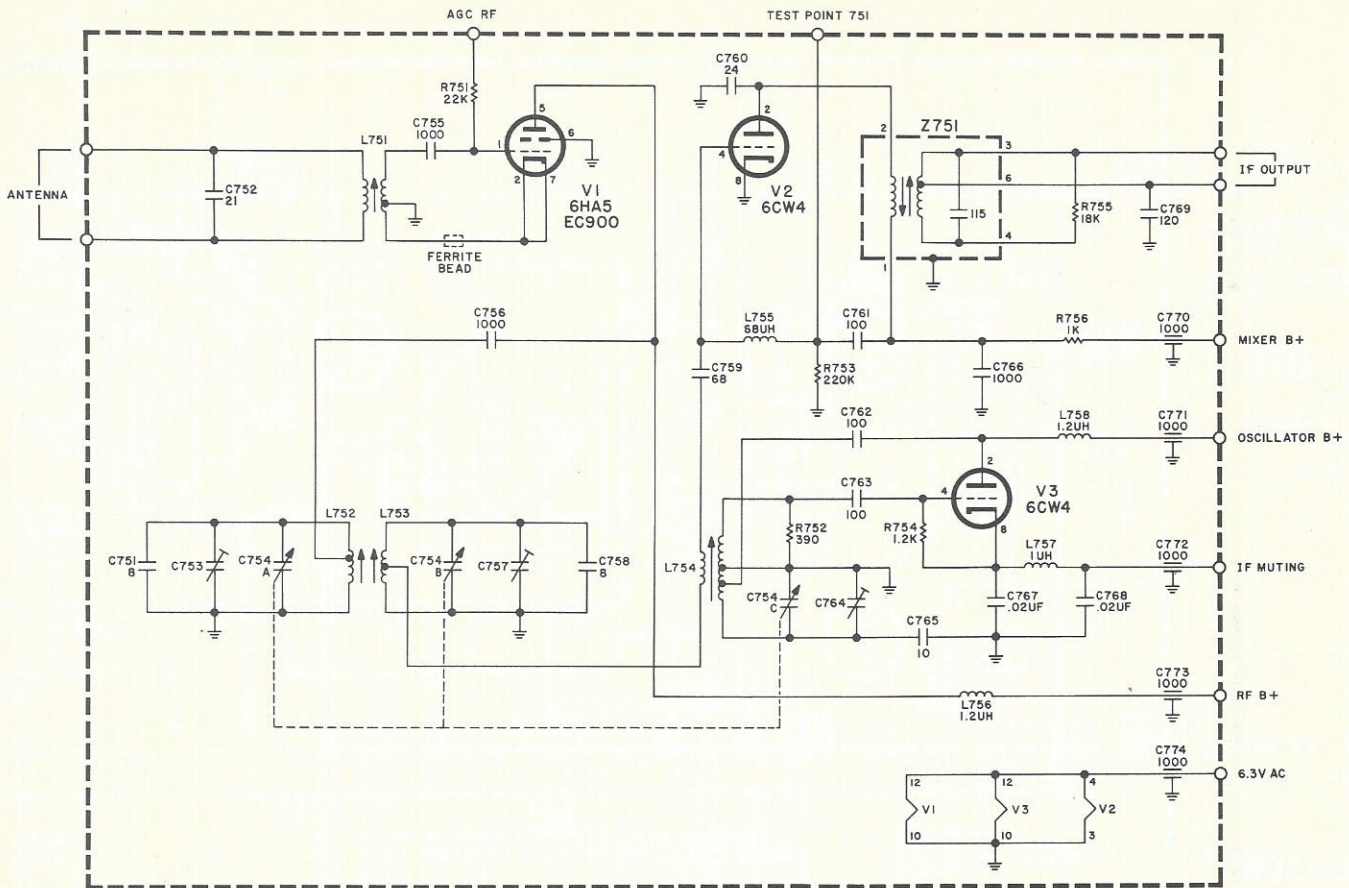 AGC RF
TEST POINT 751
C760
24
R751
22K
C755
1000
L751
5
6
1
2
7
V1
6HA5
EC900
2
4
8
V2
6CW4
Z751
2
3
6
115
4
1
R755
18K
C769
120
IF OUTPUT
ANTENNA
C752
21
FERRITE
BEAD
C756
1000
L755
68UH
C761
100
R756
1K
C770
1000
MIXER B+
C759
68
R753
220K
C766
1000
C762
100
L758
1.2UH
C771
1000
OSCILLATOR B+
2
4
8
V3
6CW4
C763
100
R752
390
R754
1.2K
L757
1UH
C772
1000
IF MUTING
L752
L753
C751
8
C753
C754
A
C754
B
C757
C758
8
L754
C754
C
C764
C765
10
C767
.02UF
C768
.02UF
L756
1.2UH
C773
1000
RF B+
C774
1000
6.3V AC
12
12
4
V1
V3
V2
10
10
3